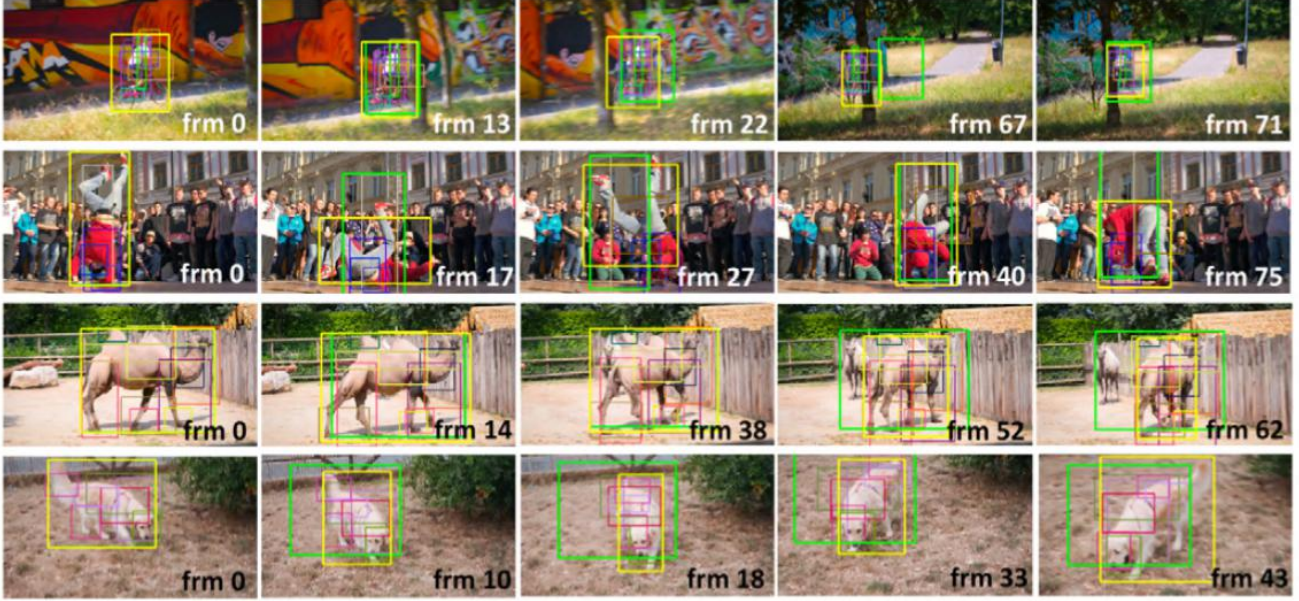 frm 0
frm 13
frm 22
frm 67
frm 71
frm 0
frm 17
frm 27
frm 40
frm 75
frm 0
frm 14
frm 38
frm 52
frm 62
frm 0
frm 10
frm 18
frm 33
frm 43